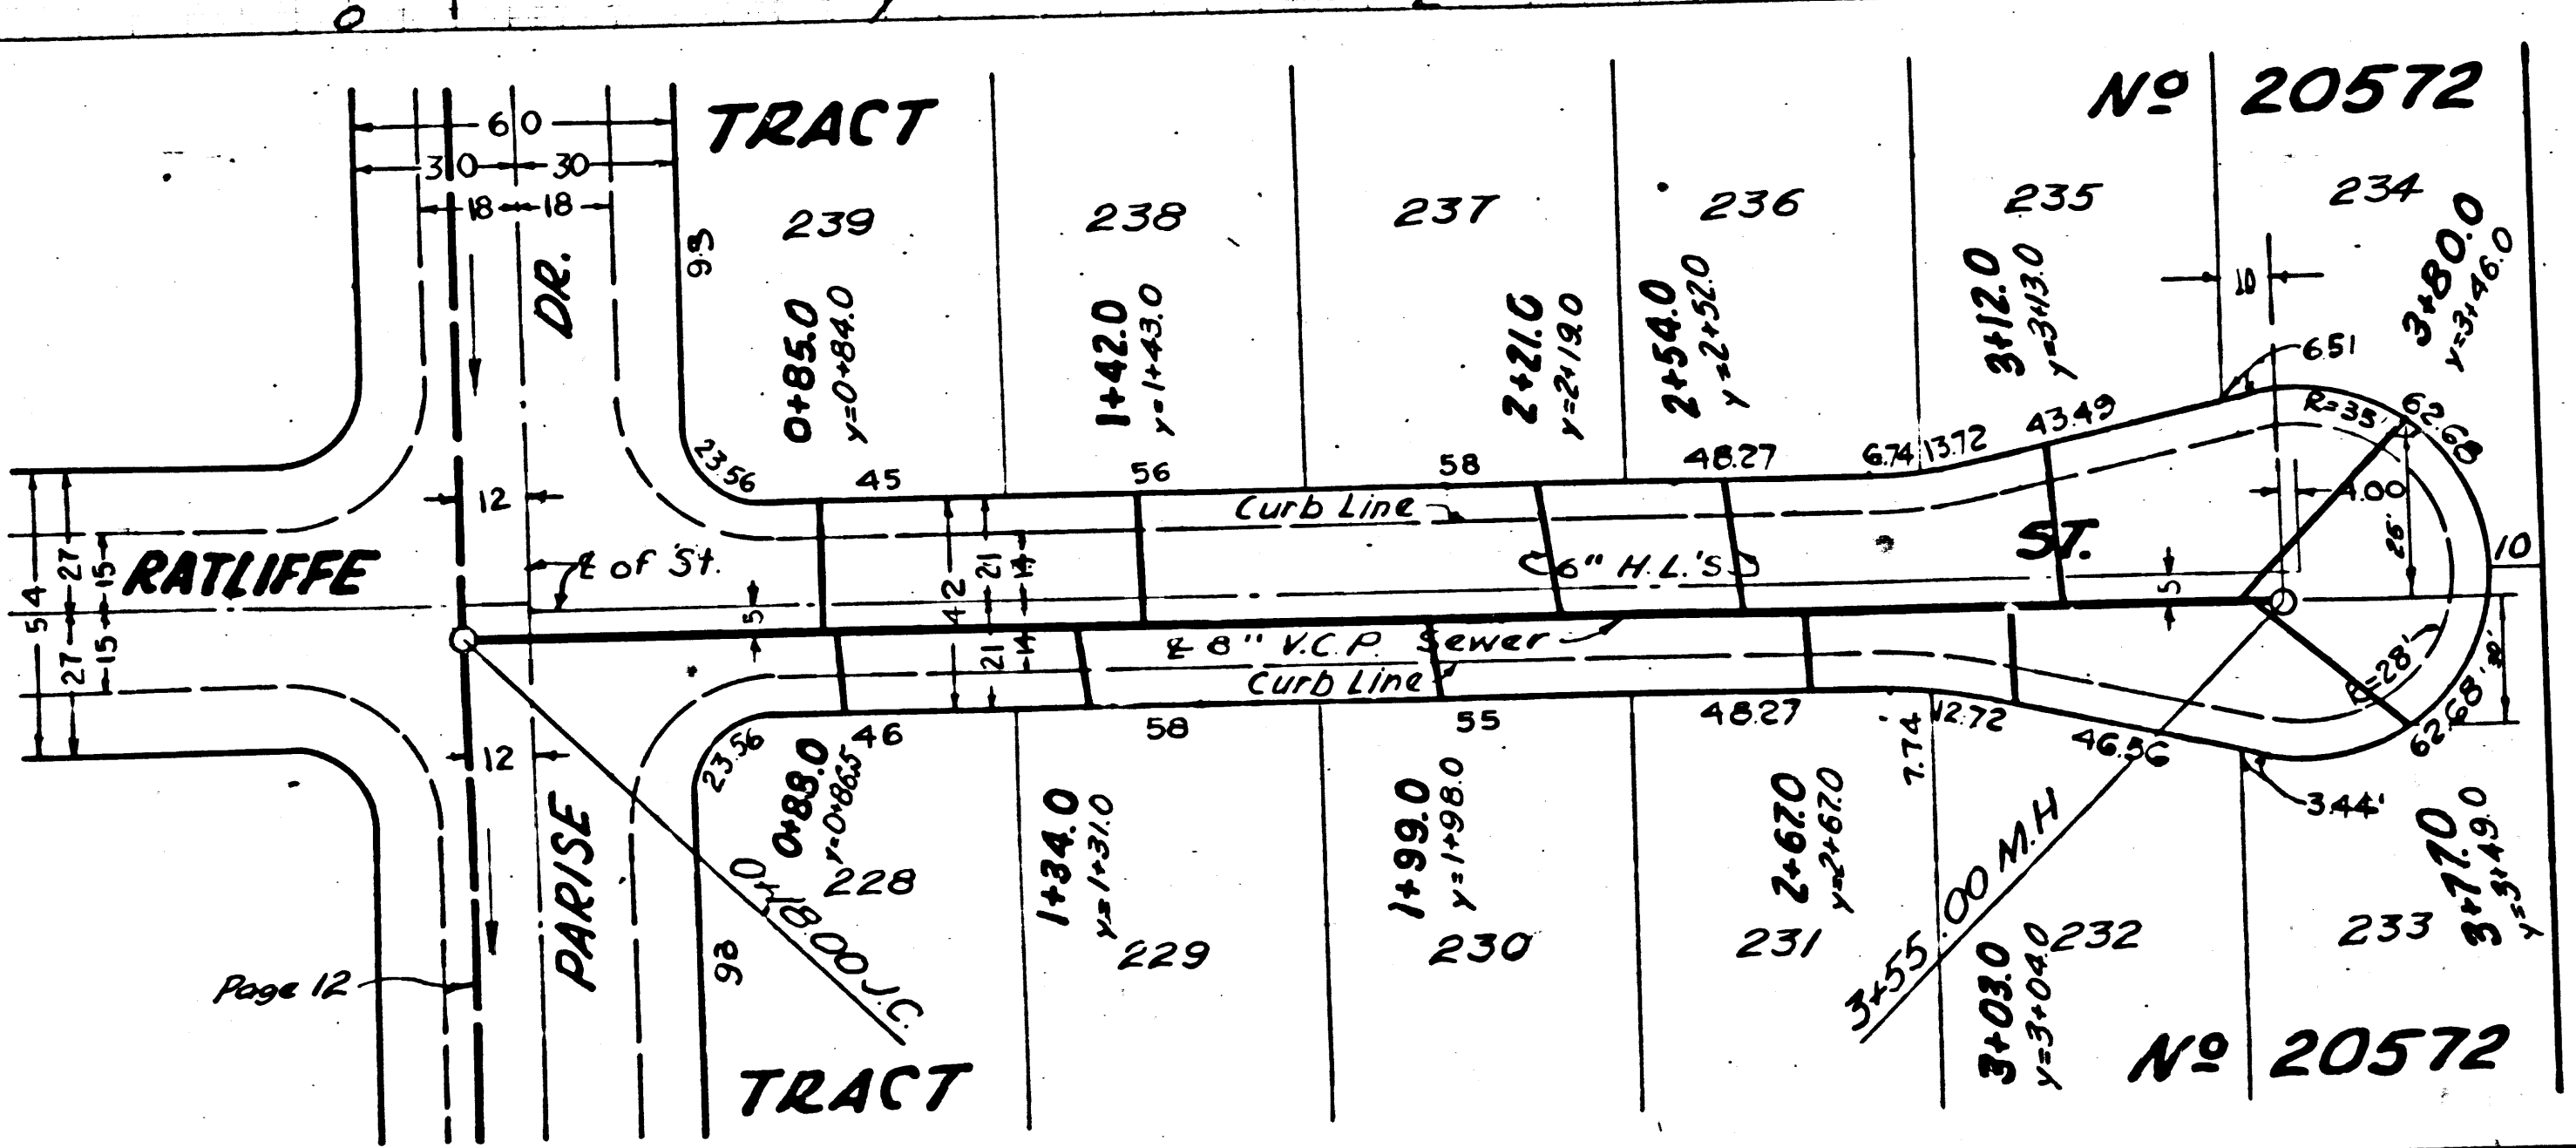 0
TRACT
Nº 20572
60
30 30
18 18
DR.
93
239
0+85.0
y=0+84.0
238
1+42.0
y=1+43.0
237
2+21.0
y=2+19.0
236
2+54.0
y=2+52.0
235
3+12.0
y=3+13.0
234
3+80.0
y=3+46.0
10
6.51
23.56
45
56
58
48.27
6.74
13.72
43.49
R=35'
62.68
12
Curb Line
4.00
26'
RATLIFFE
ST.
10
54
27
27
15
15
℄ of St.
5
42
21
21
14
14
6" H.L.'S
5
℄ 8" V.C.P. Sewer
Curb Line
R=28'
62.68'
12
23.56
46
58
55
48.27
7.74
12.72
46.56
3.44'
PARISE
0+88.0
y=0+86.5
228
1+34.0
y=1+31.0
229
1+99.0
y=1+98.0
230
2+67.0
y=2+67.0
231
3+03.0
y=3+04.0
232
3+77.0
y=3+49.0
233
0+18.00 J.C.
3+55.00 M.H
93
Page 12
TRACT
Nº 20572